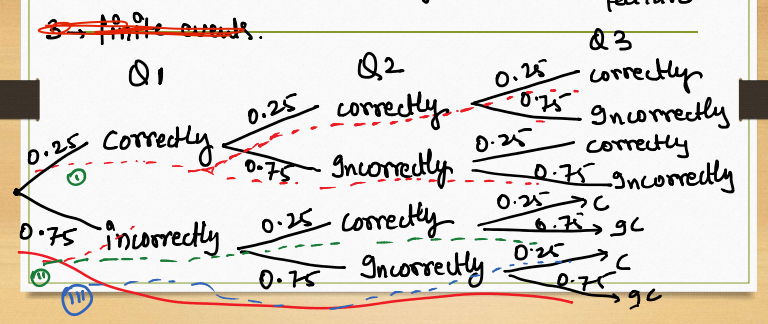 feature
3 → finite events.
Q1 Q2 Q3
0.25 correctly
0.25 correctly 0.75 Incorrectly
0.25 correctly 0.25 correctly
0.75 Incorrectly 0.75 Incorrectly
(i)
0.75 incorrectly 0.25 correctly 0.25 C
0.75 IC
(ii) 0.75 Incorrectly 0.25 C
(iii) 0.75 IC